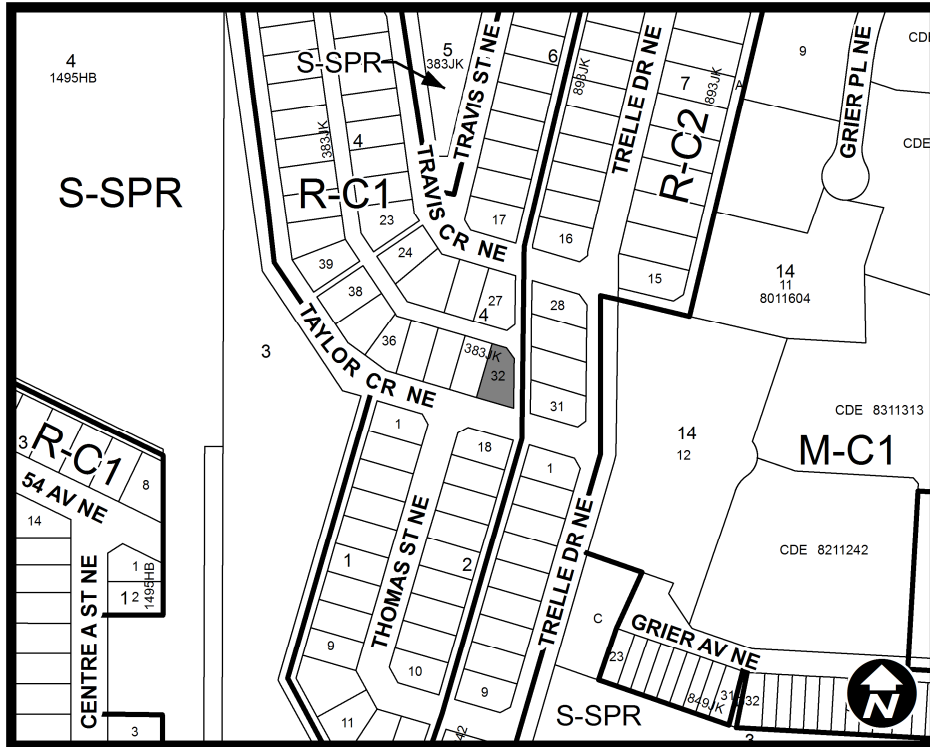 4
1495HB
S-SPR
5
383JK
S-SPR
TRAVIS ST NE
6
893JK
TRELLE DR NE
7
893JK
A
R-C2
9
GRIER PL NE
383JK
4
R-C1
23
24
TRAVIS CR NE
17
16
15
39
38
14
11
8011604
27
4
28
36
383JK
32
TAYLOR CR NE
3
31
CDE 8311313
M-C1
14
12
1
18
1
3
R-C1
8
54 AV NE
14
1
1 2
1495HB
CENTRE A ST NE
3
THOMAS ST NE
1
2
TRELLE DR NE
CDE 8211242
9
10
9
11
42
C
GRIER AV NE
23
31
32
849JK
S-SPR
3
N